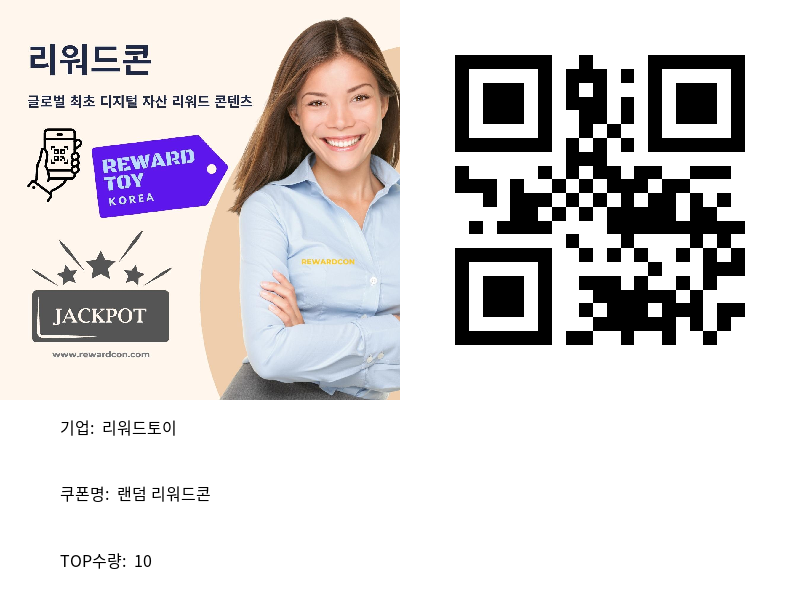 리워드콘
글로벌 최초 디지털 자산 리워드 콘텐츠
REWARD
TOY
KOREA
REWARDCON
JACKPOT
www.rewardcon.com
기업: 리워드토이
쿠폰명: 랜덤 리워드콘
TOP수량: 10